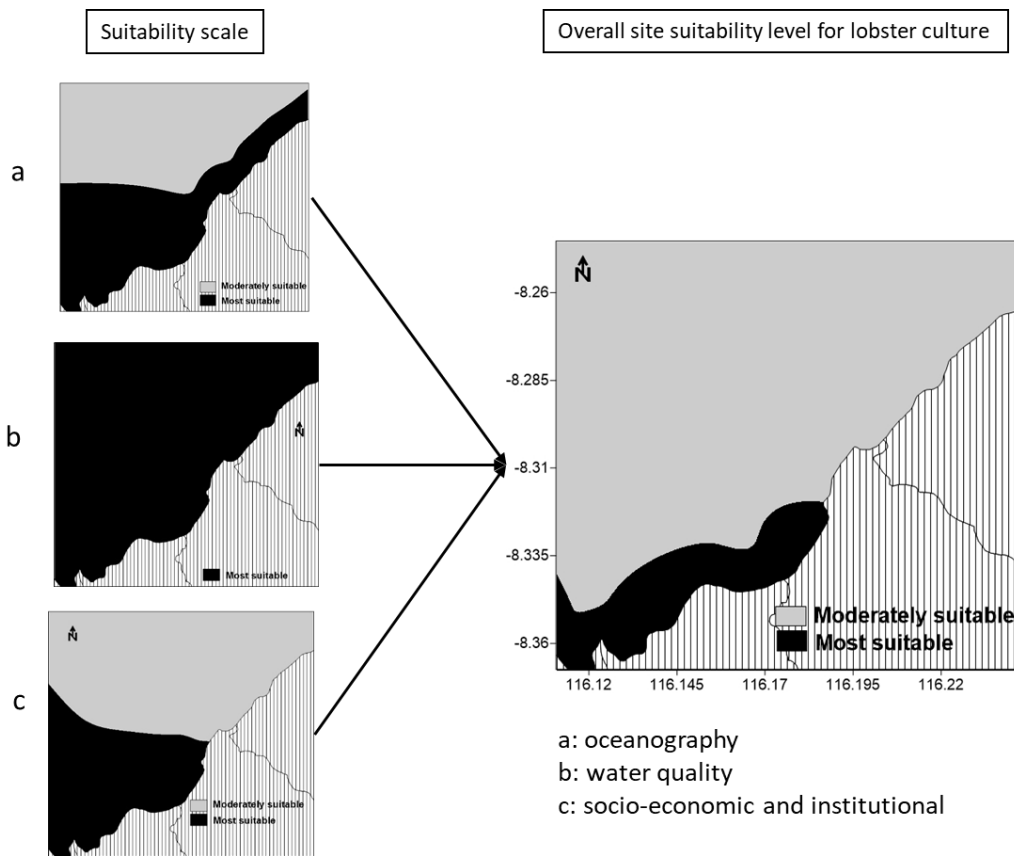 Suitability scale
Overall site suitability level for lobster culture
a
Moderately suitable
Most suitable
b
N
Most suitable
c
N
Moderately suitable
Most suitable
N
-8.26
-8.285
-8.31
-8.335
-8.36
Moderately suitable
Most suitable
116.12 116.145 116.17 116.195 116.22
a: oceanography
b: water quality
c: socio-economic and institutional